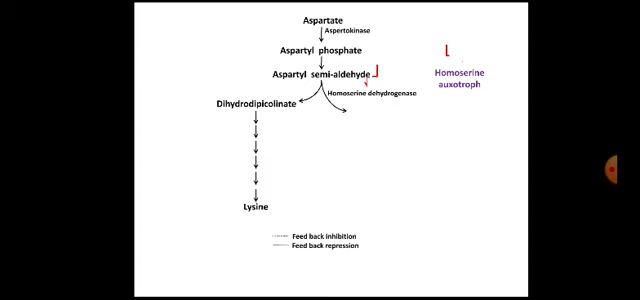 Aspartate
Aspertokinase
Aspartyl phosphate
Aspartyl semi-aldehyde
Homoserine
auxotroph
Homoserine dehydrogenase
Dihydrodipicolinate
Lysine
Feed back inhibition
Feed back repression